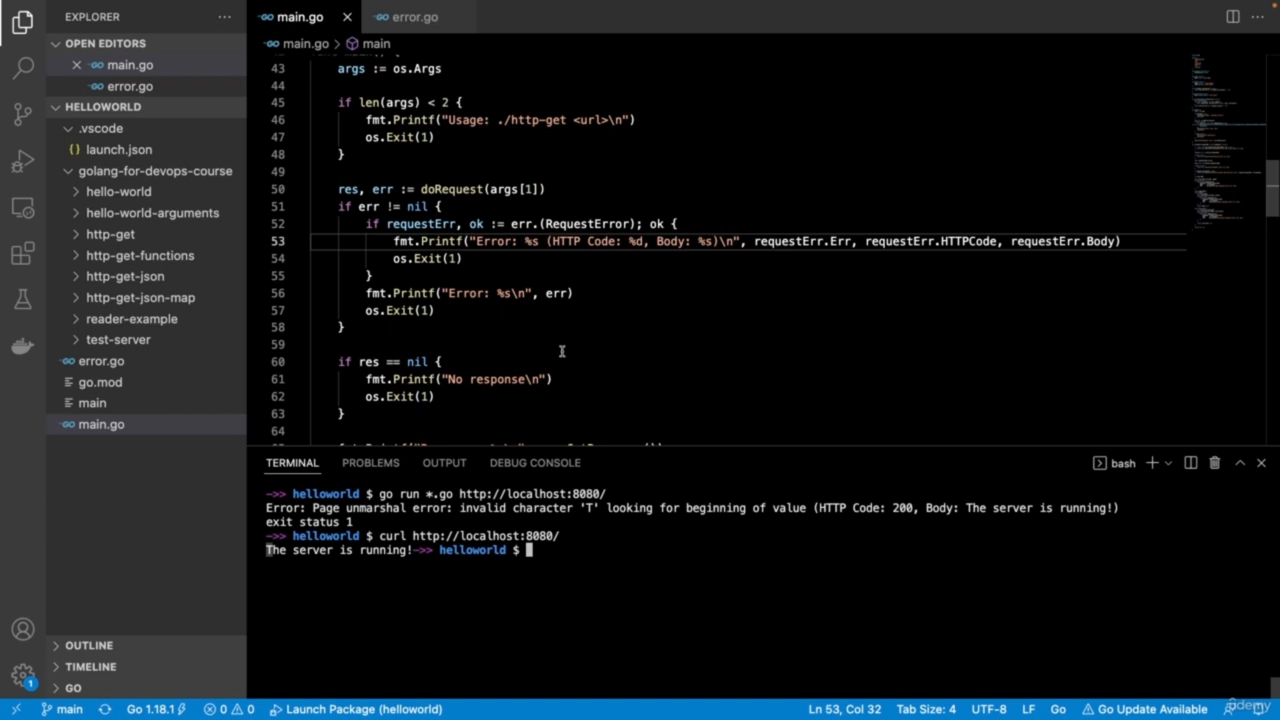 EXPLORER
main.go
error.go
OPEN EDITORS
main.go
error.go
HELLOWORLD
.vscode
{} launch.json
golang-for-devops-course
hello-world
hello-world-arguments
http-get
http-get-functions
http-get-json
http-get-json-map
reader-example
test-server
error.go
go.mod
main
main.go
OUTLINE
TIMELINE
GO
main.go > main
43 args := os.Args
44
45 if len(args) < 2 {
46 fmt.Printf("Usage: ./http-get <url>\n")
47 os.Exit(1)
48 }
49
50 res, err := doRequest(args[1])
51 if err != nil {
52 if requestErr, ok := err.(RequestError); ok {
53 fmt.Printf("Error: %s (HTTP Code: %d, Body: %s)\n", requestErr.Err, requestErr.HTTPCode, requestErr.Body)
54 os.Exit(1)
55 }
56 fmt.Printf("Error: %s\n", err)
57 os.Exit(1)
58 }
59
60 if res == nil {
61 fmt.Printf("No response\n")
62 os.Exit(1)
63 }
64
TERMINAL PROBLEMS OUTPUT DEBUG CONSOLE
bash
->> helloworld $ go run *.go http://localhost:8080/
Error: Page unmarshal error: invalid character 'T' looking for beginning of value (HTTP Code: 200, Body: The server is running!)
exit status 1
->> helloworld $ curl http://localhost:8080/
The server is running!->> helloworld $
1
main Go 1.18.1 0 0 Launch Package (helloworld) Ln 53, Col 32 Tab Size: 4 UTF-8 LF Go Go Update Available
udemy